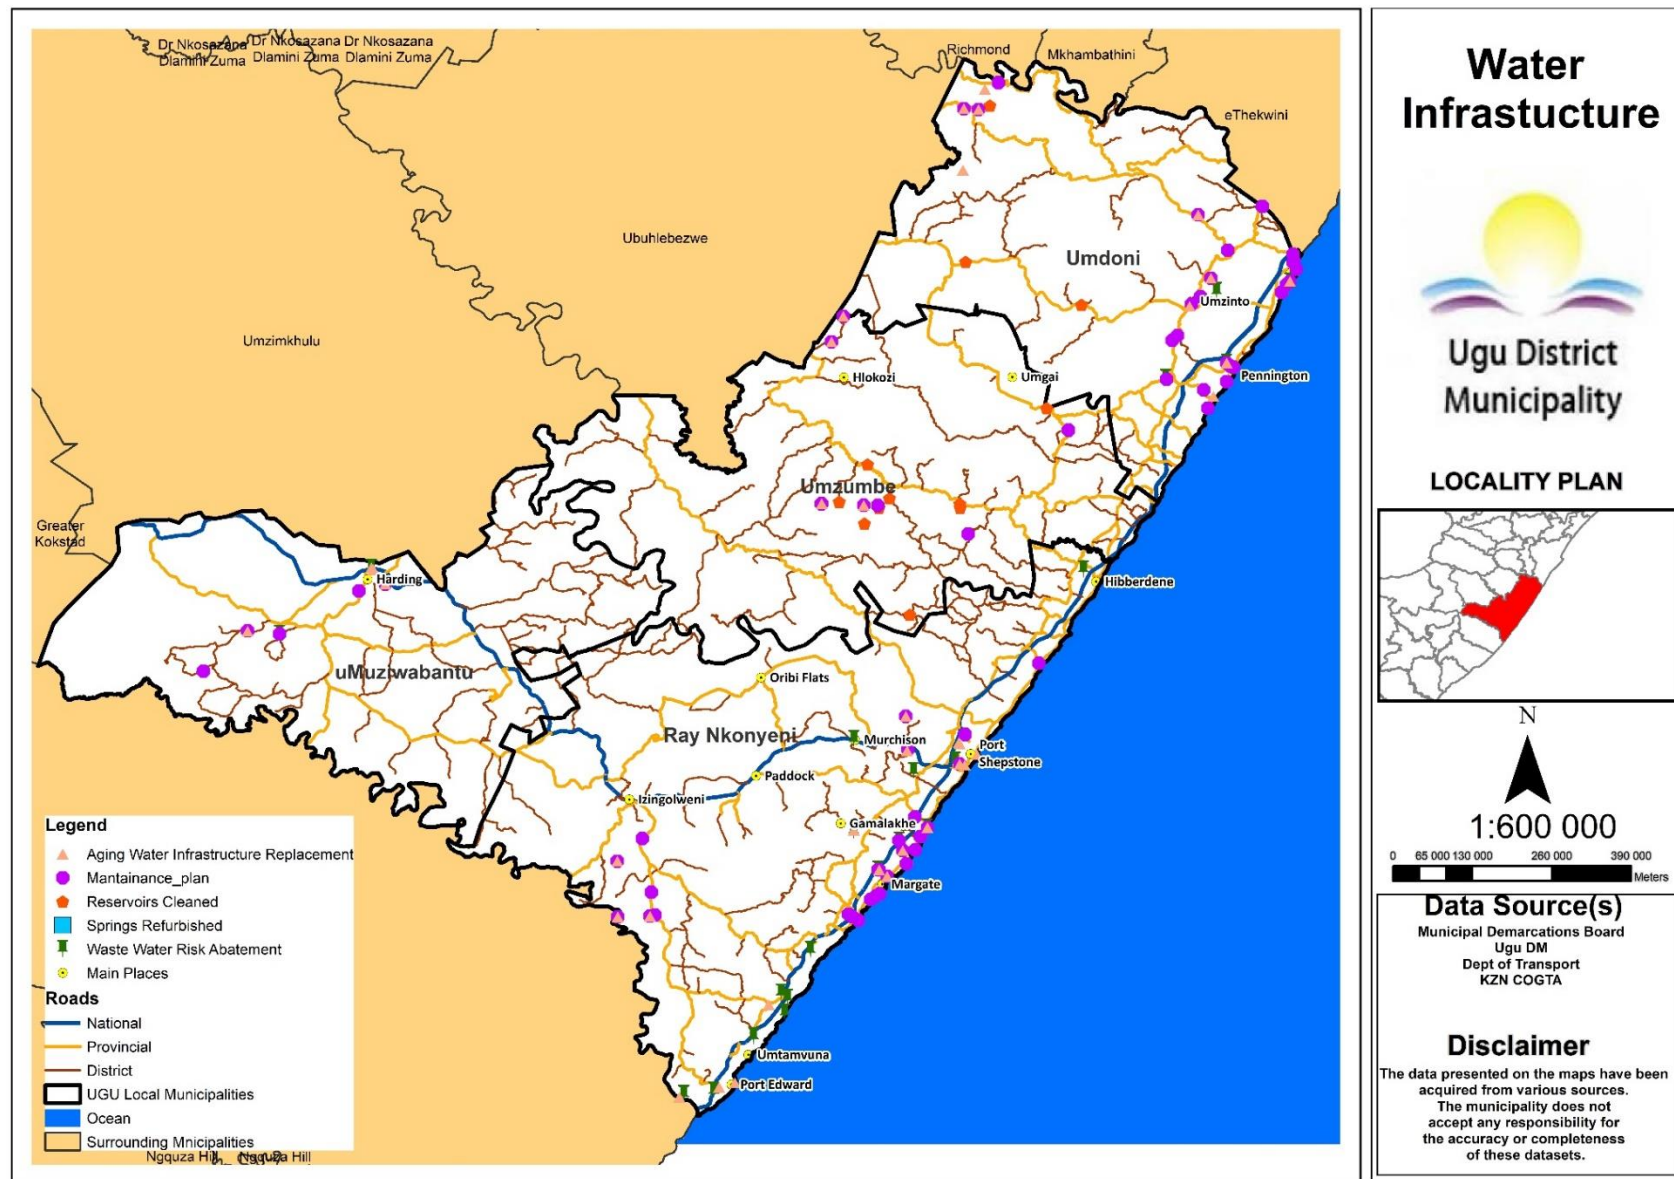 Dr Nkosazana
Dlamini Zuma
Dr Nkosazana
Dlamini Zuma
Dr Nkosazana
Dlamini Zuma
Richmond
Mkhambathini
eThekwini
Ubuhlebezwe
Umzimkhulu
Greater
Kokstad
Umdoni
Umzinto
Pennington
Hlokozi
Umgai
Umzumbe
Harding
Hibberdene
uMuziwabantu
Oribi Flats
Ray Nkonyeni
Murchison
Port
Shepstone
Paddock
Izingolweni
Gamalakhe
Margate
Umtamvuna
Port Edward
Legend
Aging Water Infrastructure Replacement
Mantainance_plan
Reservoirs Cleaned
Springs Refurbished
Waste Water Risk Abatement
Main Places
Roads
National
Provincial
District
UGU Local Municipalities
Ocean
Surrounding Mnicipalities
Ngquza Hill
Ngquza Hill
Water
Infrastucture
Ugu District
Municipality
LOCALITY PLAN
N
1:600 000
0 65 000 130 000 260 000 390 000
Meters
Data Source(s)
Municipal Demarcations Board
Ugu DM
Dept of Transport
KZN COGTA
Disclaimer
The data presented on the maps have been
acquired from various sources.
The municipality does not
accept any responsibility for
the accuracy or completeness
of these datasets.